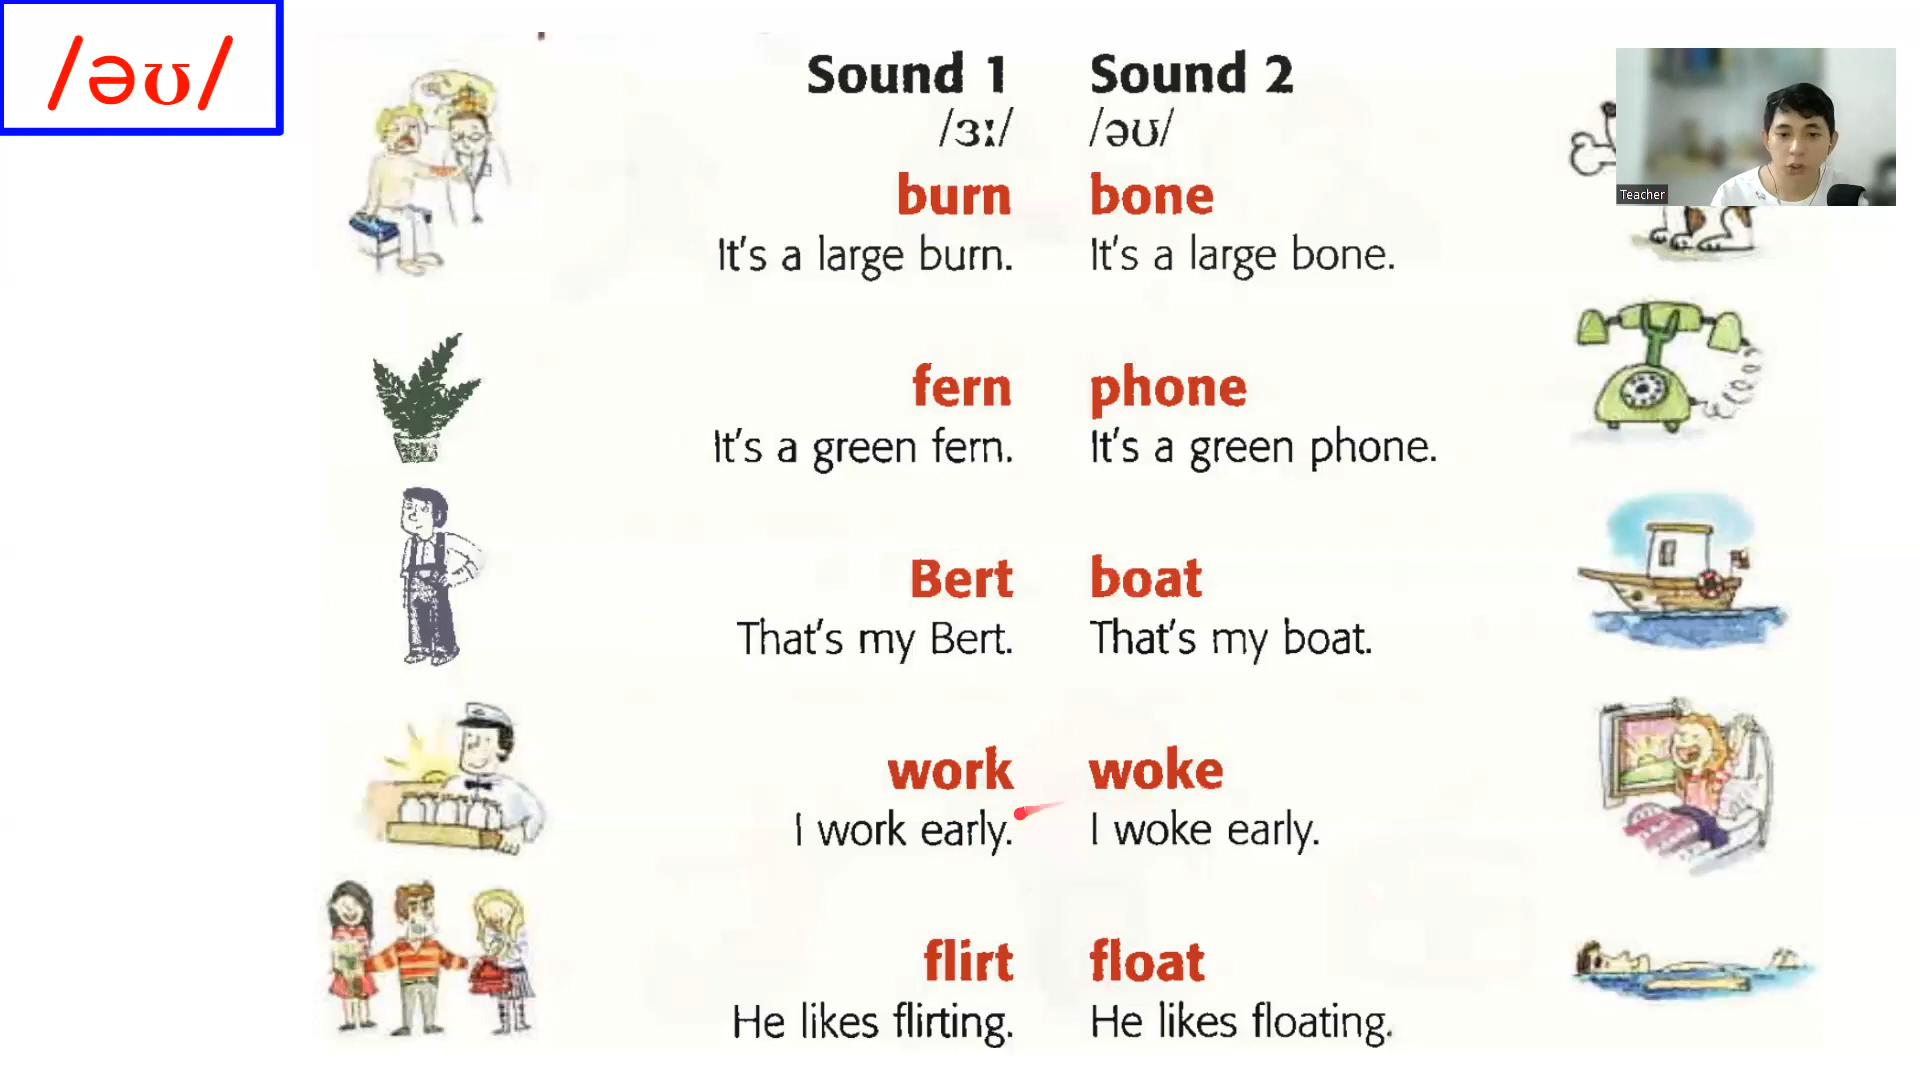 /əʊ/
Sound 1 Sound 2
/ɜː/ /əʊ/
burn bone
It's a large burn. It's a large bone.
fern phone
It's a green fern. It's a green phone.
Bert boat
That's my Bert. That's my boat.
work woke
I work early. I woke early.
flirt float
He likes flirting. He likes floating.
Teacher